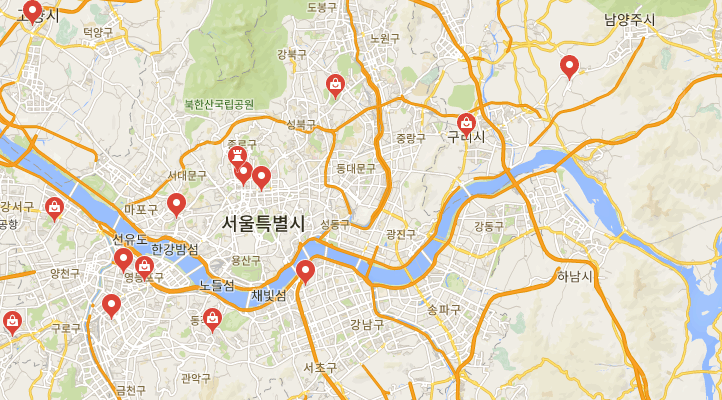 도봉구
고양시
남양주시
덕양구
노원구
강북구
북한산국립공원
성북구
종로구
중랑구
구리시
서대문구
동대문구
강서구
마포구
공항
서울특별시
성동구
강동구
광진구
선유도
한강밤섬
용산구
양천구
영등포구
노들섬
채빛섬
하남시
송파구
구로구
강남구
서초구
관악구
금천구